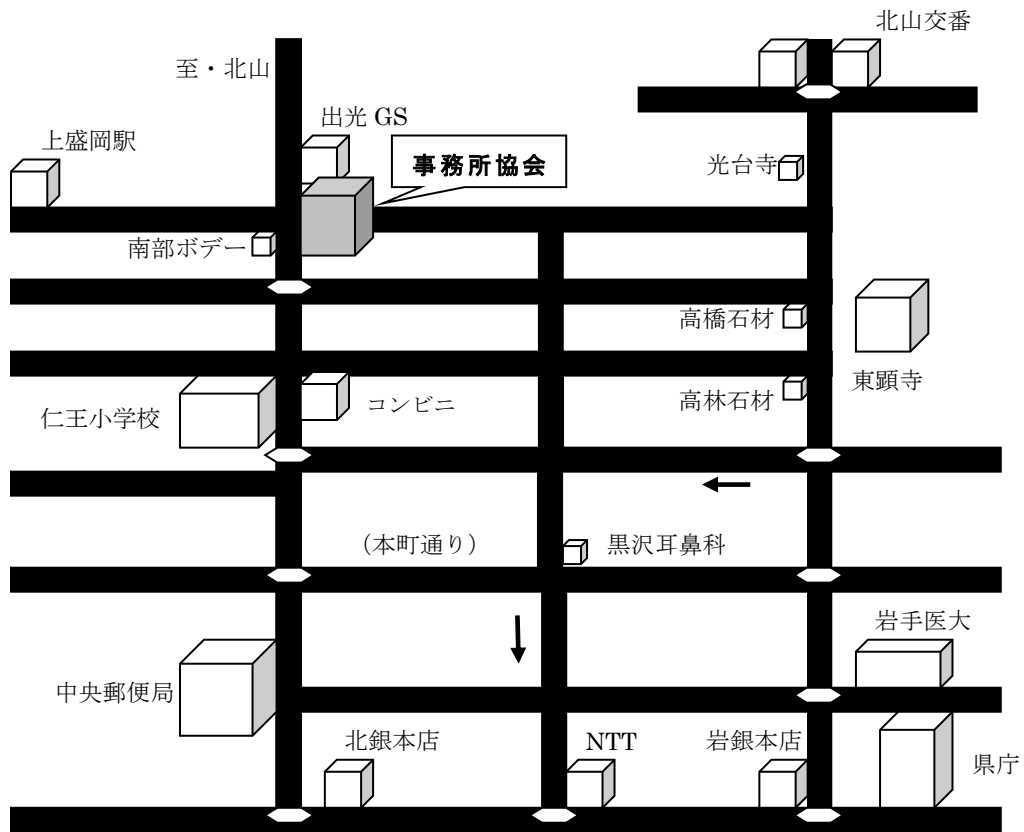 北山交番
至・北山
出光 GS
上盛岡駅
事務所協会
光台寺
南部ボデー
高橋石材
東顕寺
高林石材
コンビニ
仁王小学校
（本町通り）
黒沢耳鼻科
岩手医大
中央郵便局
北銀本店
NTT
岩銀本店
県庁